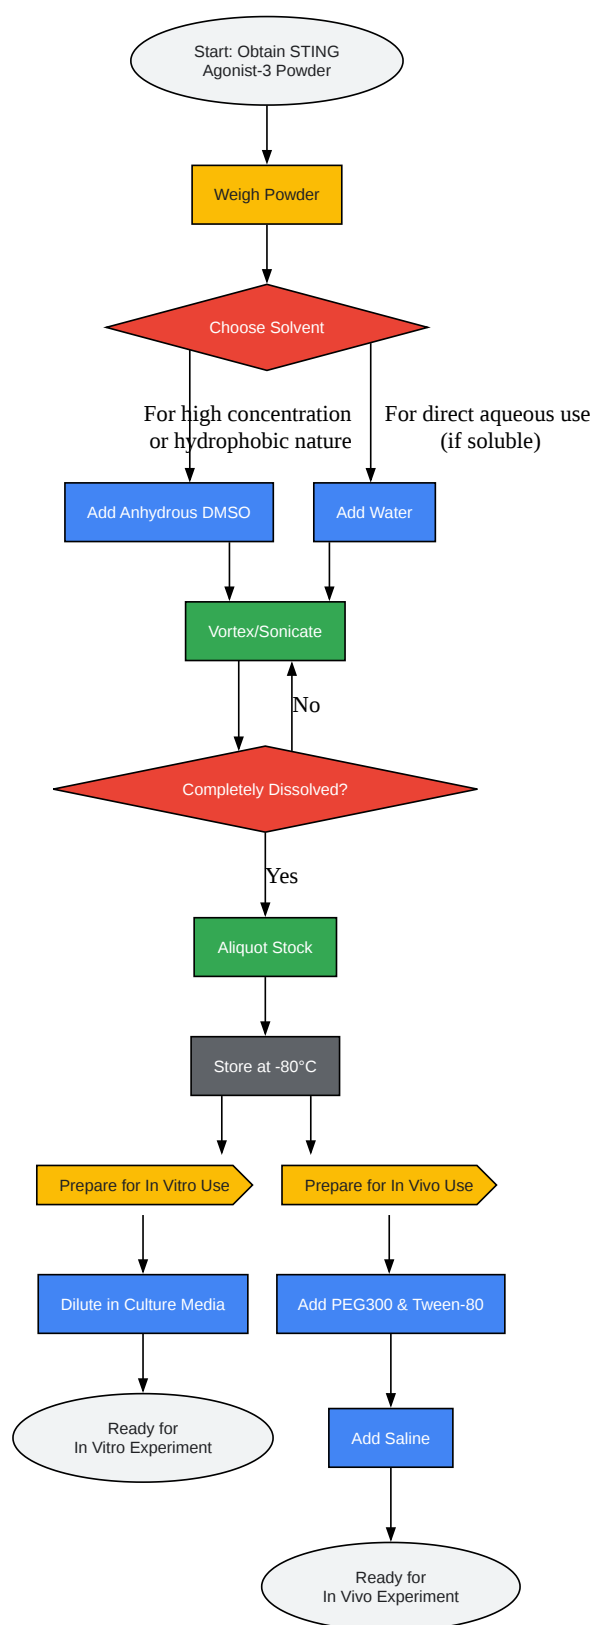 Start: Obtain STING
Agonist-3 Powder
Weigh Powder
Choose Solvent
For high concentration
or hydrophobic nature
For direct aqueous use
(if soluble)
Add Anhydrous DMSO
Add Water
Vortex/Sonicate
No
Completely Dissolved?
Yes
Aliquot Stock
Store at -80°C
Prepare for In Vitro Use
Prepare for In Vivo Use
Dilute in Culture Media
Add PEG300 & Tween-80
Ready for
In Vitro Experiment
Add Saline
Ready for
In Vivo Experiment